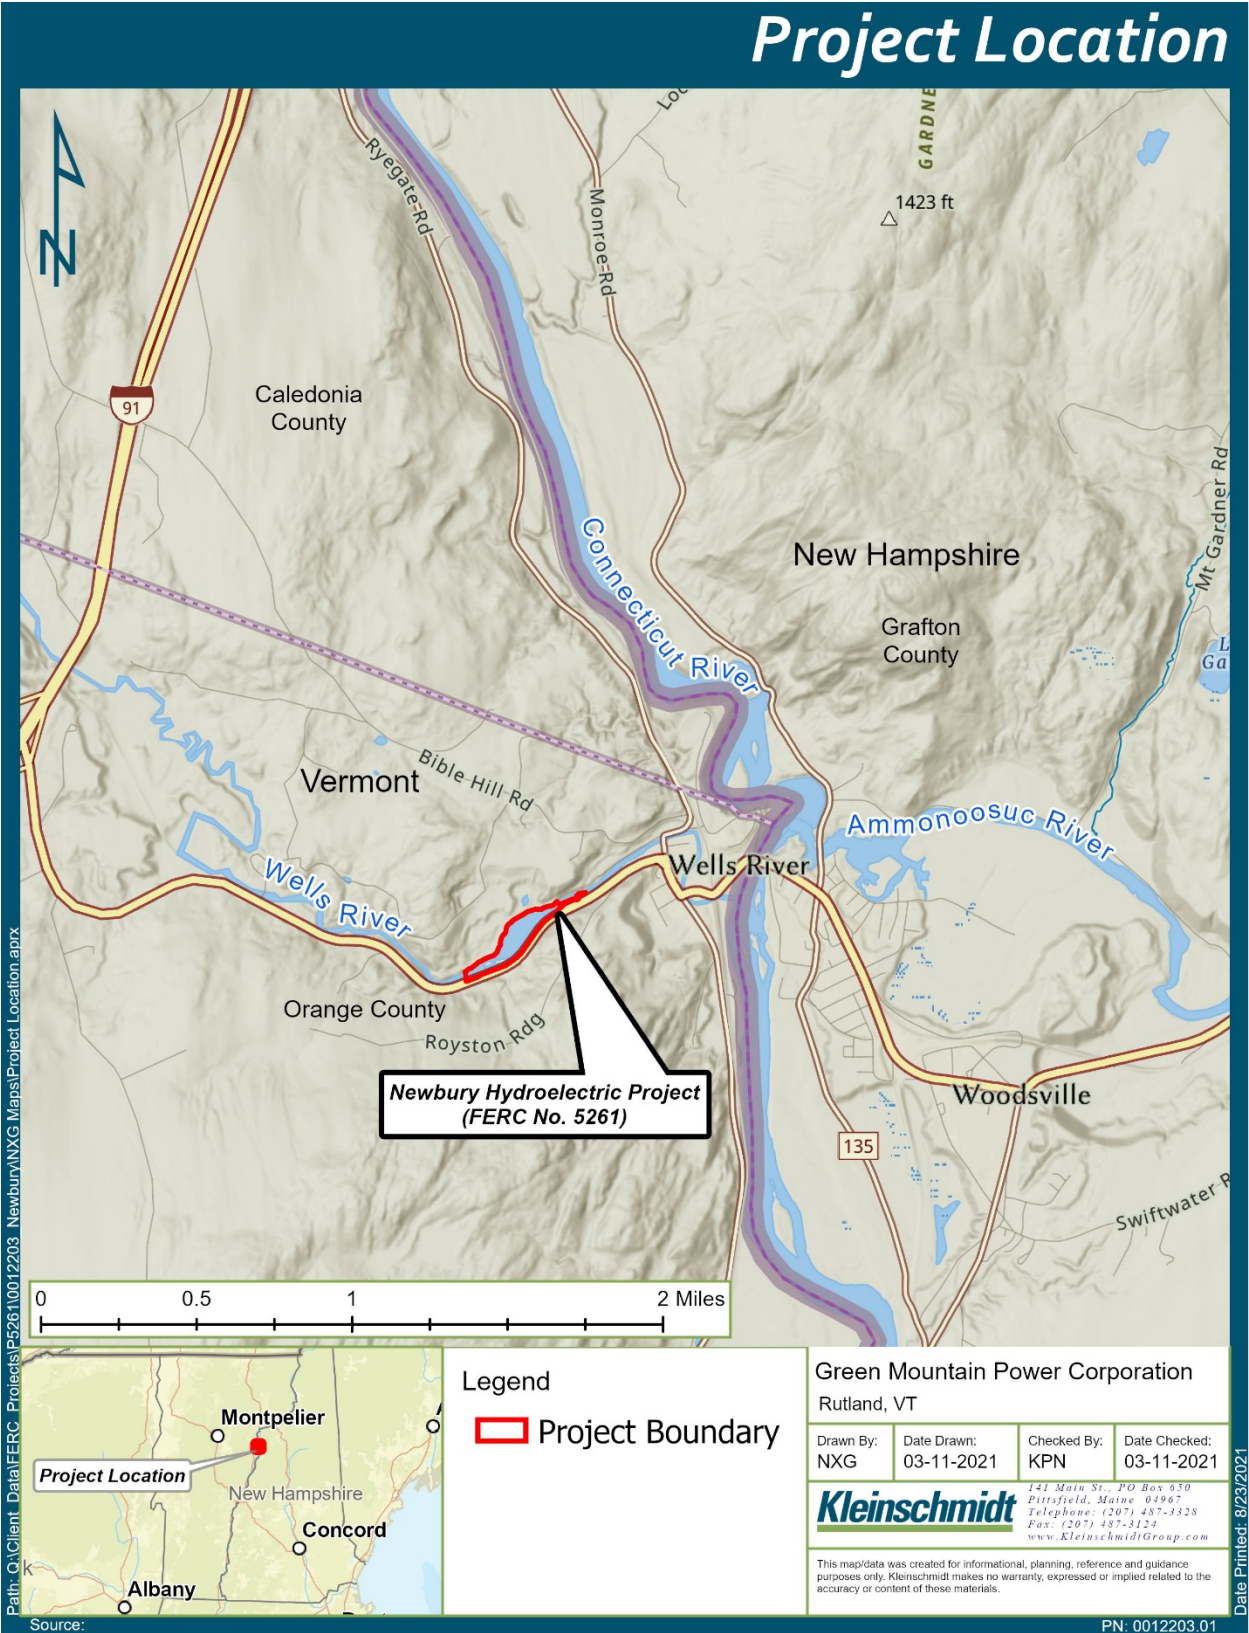 Project Location
N
Ryegate Rd
Monroe Rd
GARDNE
1423 ft
91
Caledonia
County
Connecticut River
New Hampshire
Grafton
County
Mt Gardner Rd
L
Ga
Vermont
Bible Hill Rd
Wells River
Ammonoosuc River
Wells River
Orange County
Royston Rdg
Newbury Hydroelectric Project
(FERC No. 5261)
Woodsville
135
Swiftwater R
0 0.5 1 2 Miles
Montpelier
Project Location
New Hampshire
Concord
Albany
k
Legend
Project Boundary
Green Mountain Power Corporation
Rutland, VT
Drawn By:
NXG
Date Drawn:
03-11-2021
Checked By:
KPN
Date Checked:
03-11-2021
Kleinschmidt
141 Main St., PO Box 650
Pittsfield, Maine 04967
Telephone: (207) 487-3328
Fax: (207) 487-3124
www.KleinschmidtGroup.com
This map/data was created for informational, planning, reference and guidance
purposes only. Kleinschmidt makes no warranty, expressed or implied related to the
accuracy or content of these materials.
Path: Q:\Client_Data\FERC_Projects\P5261\0012203_Newbury\NXG Maps\Project Location.aprx
Date Printed: 8/23/2021
Source:
PN: 0012203.01